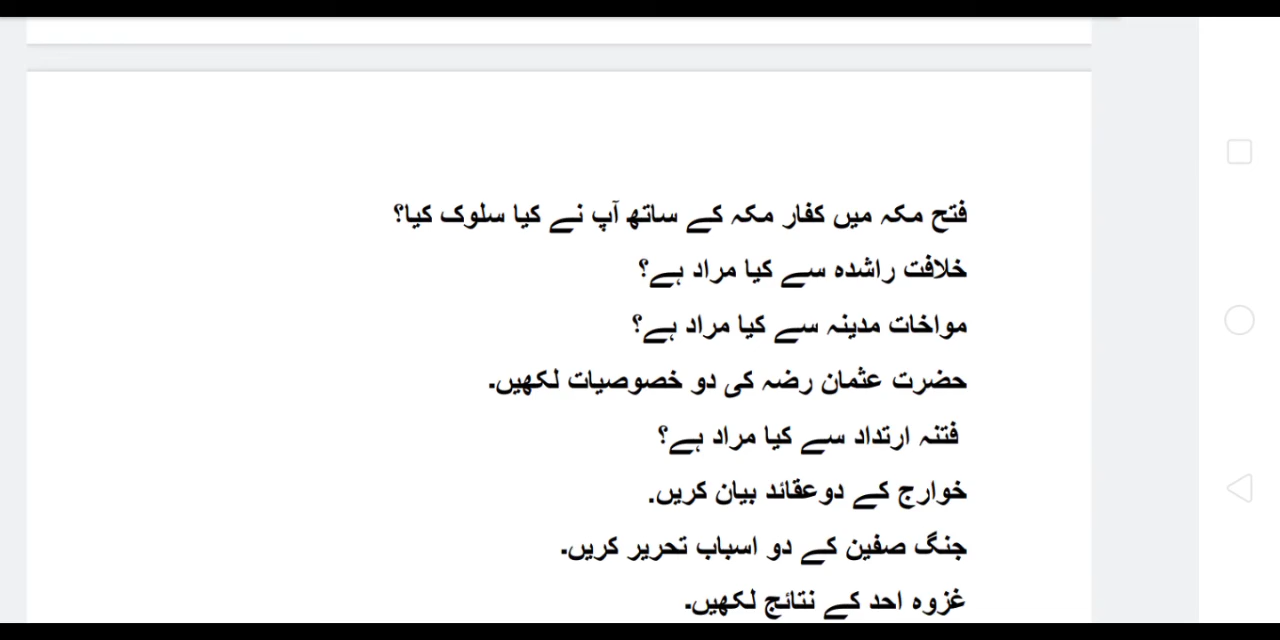 فتح مکہ میں کفار مکہ کے ساتھ آپ نے کیا سلوک کیا؟
خلافت راشدہ سے کیا مراد ہے؟
مواخات مدینہ سے کیا مراد ہے؟
حضرت عثمان رضہ کی دو خصوصیات لکھیں۔
فتنہ ارتداد سے کیا مراد ہے؟
خوارج کے دوعقائد بیان کریں.
جنگ صفین کے دو اسباب تحریر کریں۔
غزوہ احد کے نتائج لکھیں۔